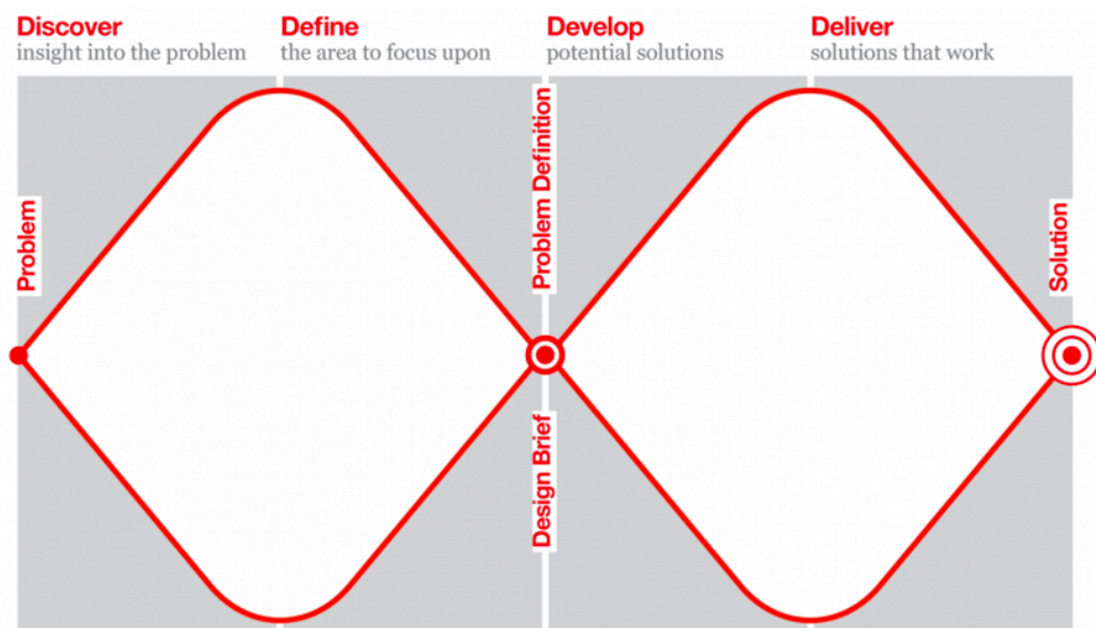 Discover
insight into the problem
Define
the area to focus upon
Develop
potential solutions
Deliver
solutions that work
Problem
Problem Definition
Design Brief
Solution